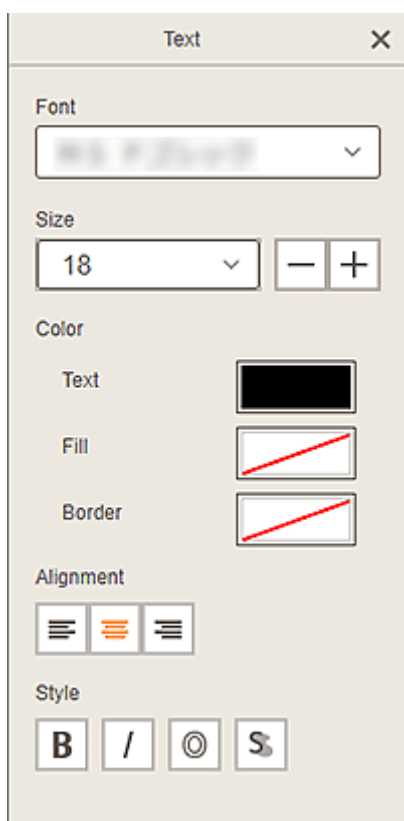 Text
Font
Size
18
Color
Text
Fill
Border
Alignment
Style
B I O S